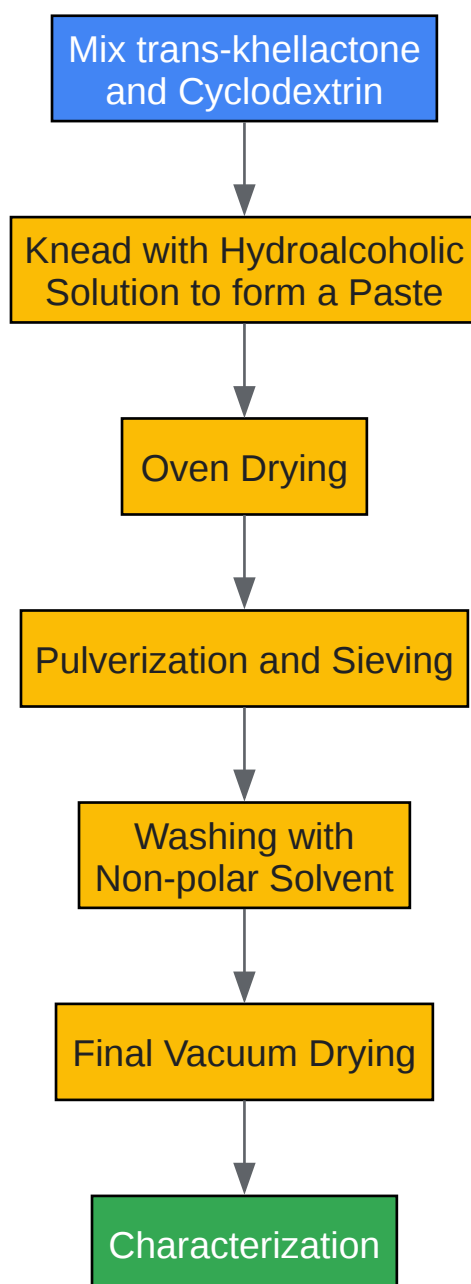 Mix trans-khellactone
and Cyclodextrin
Knead with Hydroalcoholic
Solution to form a Paste
Oven Drying
Pulverization and Sieving
Washing with
Non-polar Solvent
Final Vacuum Drying
Characterization